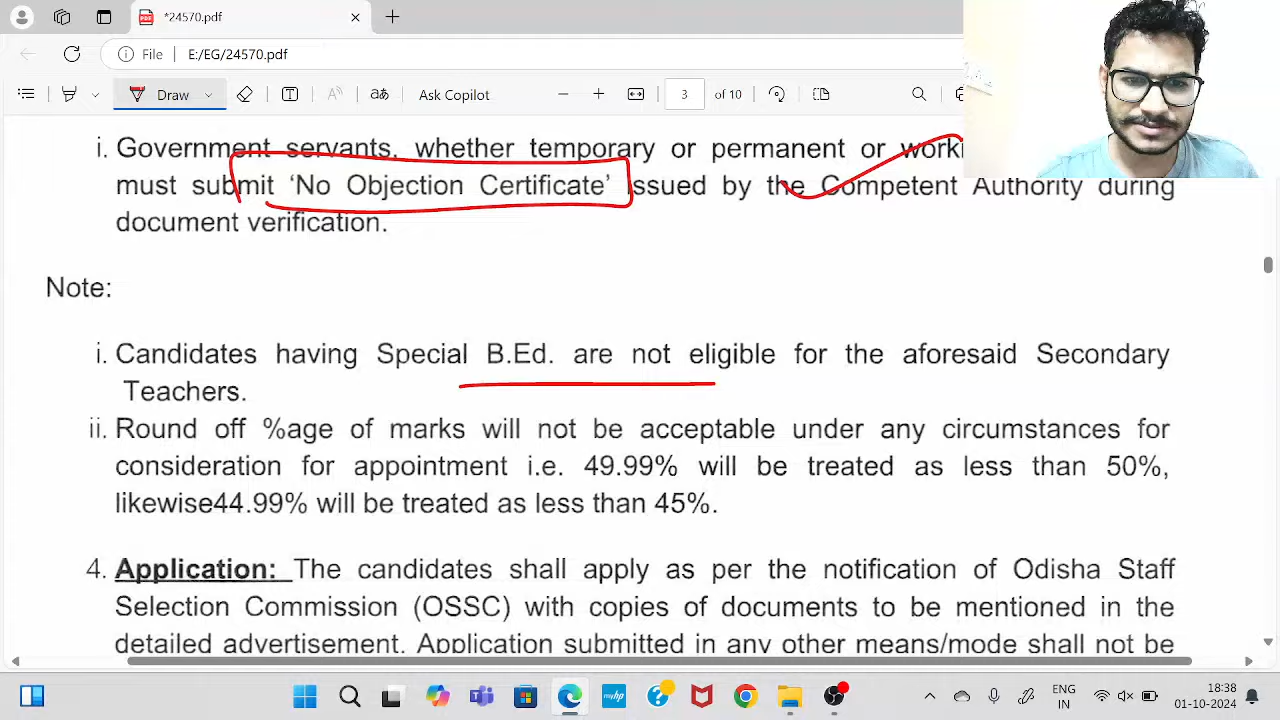 *24570.pdf
File E:/EG/24570.pdf
Draw Ask Copilot 3 of 10
i. Government servants, whether temporary or permanent or
must submit ‘No Objection Certificate’ issued by the Competent Authority during
document verification.
Note:
i. Candidates having Special B.Ed. are not eligible for the aforesaid Secondary
Teachers.
ii. Round off %age of marks will not be acceptable under any circumstances for
consideration for appointment i.e. 49.99% will be treated as less than 50%,
likewise44.99% will be treated as less than 45%.
4. Application: The candidates shall apply as per the notification of Odisha Staff
Selection Commission (OSSC) with copies of documents to be mentioned in the
detailed advertisement. Application submitted in any other means/mode shall not be
ENG 18:38
IN 01-10-2024